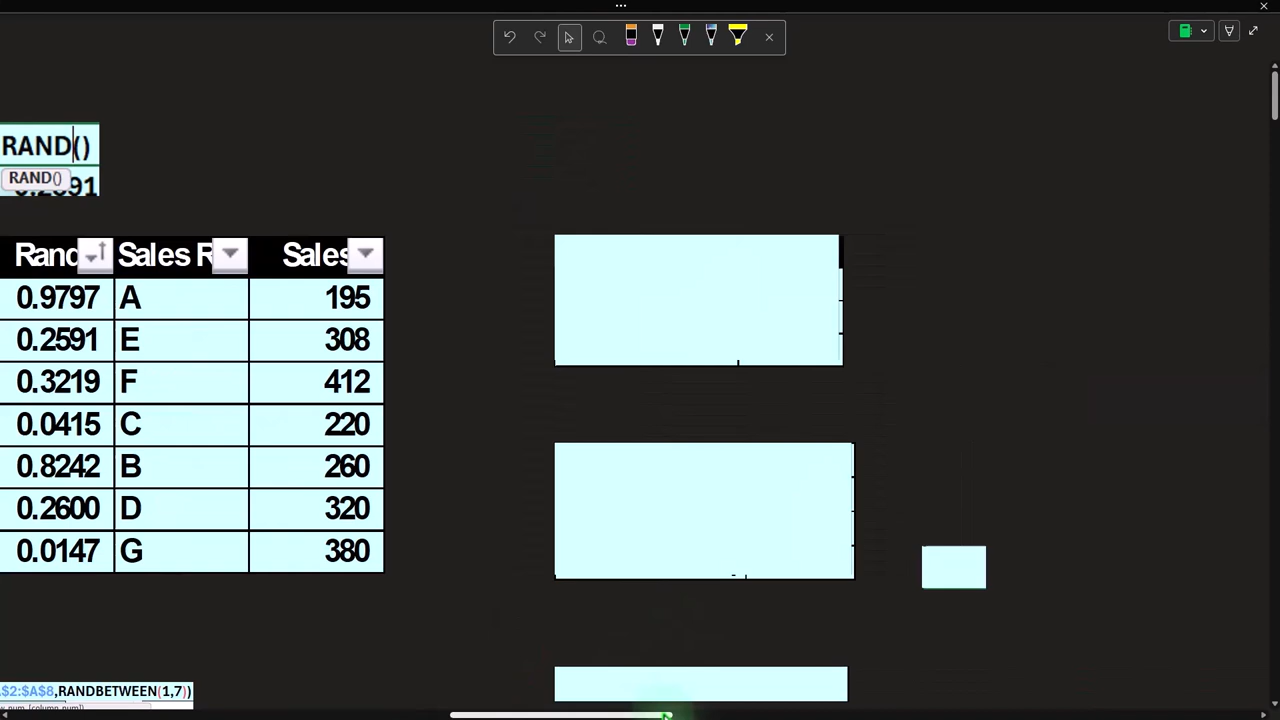 RAND()
RAND()
Rand Sales R Sales
0.9797 A 195
0.2591 E 308
0.3219 F 412
0.0415 C 220
0.8242 B 260
0.2600 D 320
0.0147 G 380
$2:$A$8,RANDBETWEEN(1,7))